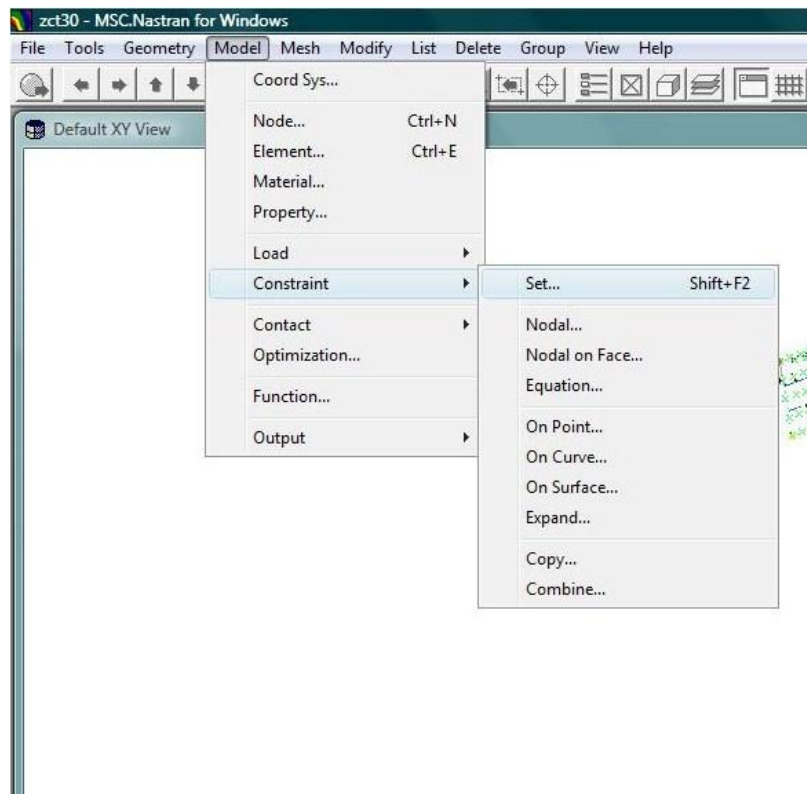 zct30 - MSC.Nastran for Windows
File Tools Geometry Model Mesh Modify List Delete Group View Help
Default XY View
Coord Sys...
Node... Ctrl+N
Element... Ctrl+E
Material...
Property...
Load
Constraint
Contact
Optimization...
Function...
Output
Set... Shift+F2
Nodal...
Nodal on Face...
Equation...
On Point...
On Curve...
On Surface...
Expand...
Copy...
Combine...